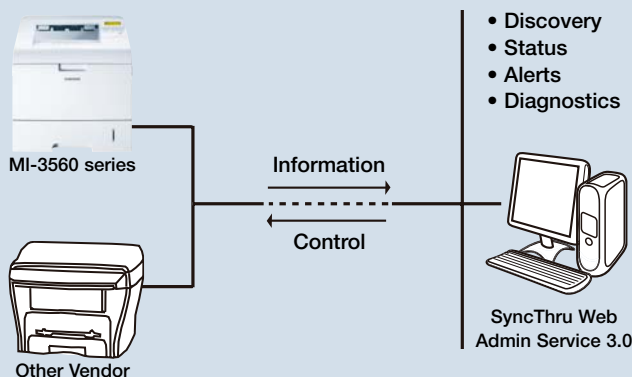 • Discovery
• Status
• Alerts
• Diagnostics
MI-3560 series
Information
Control
SyncThru Web
Admin Service 3.0
Other Vendor